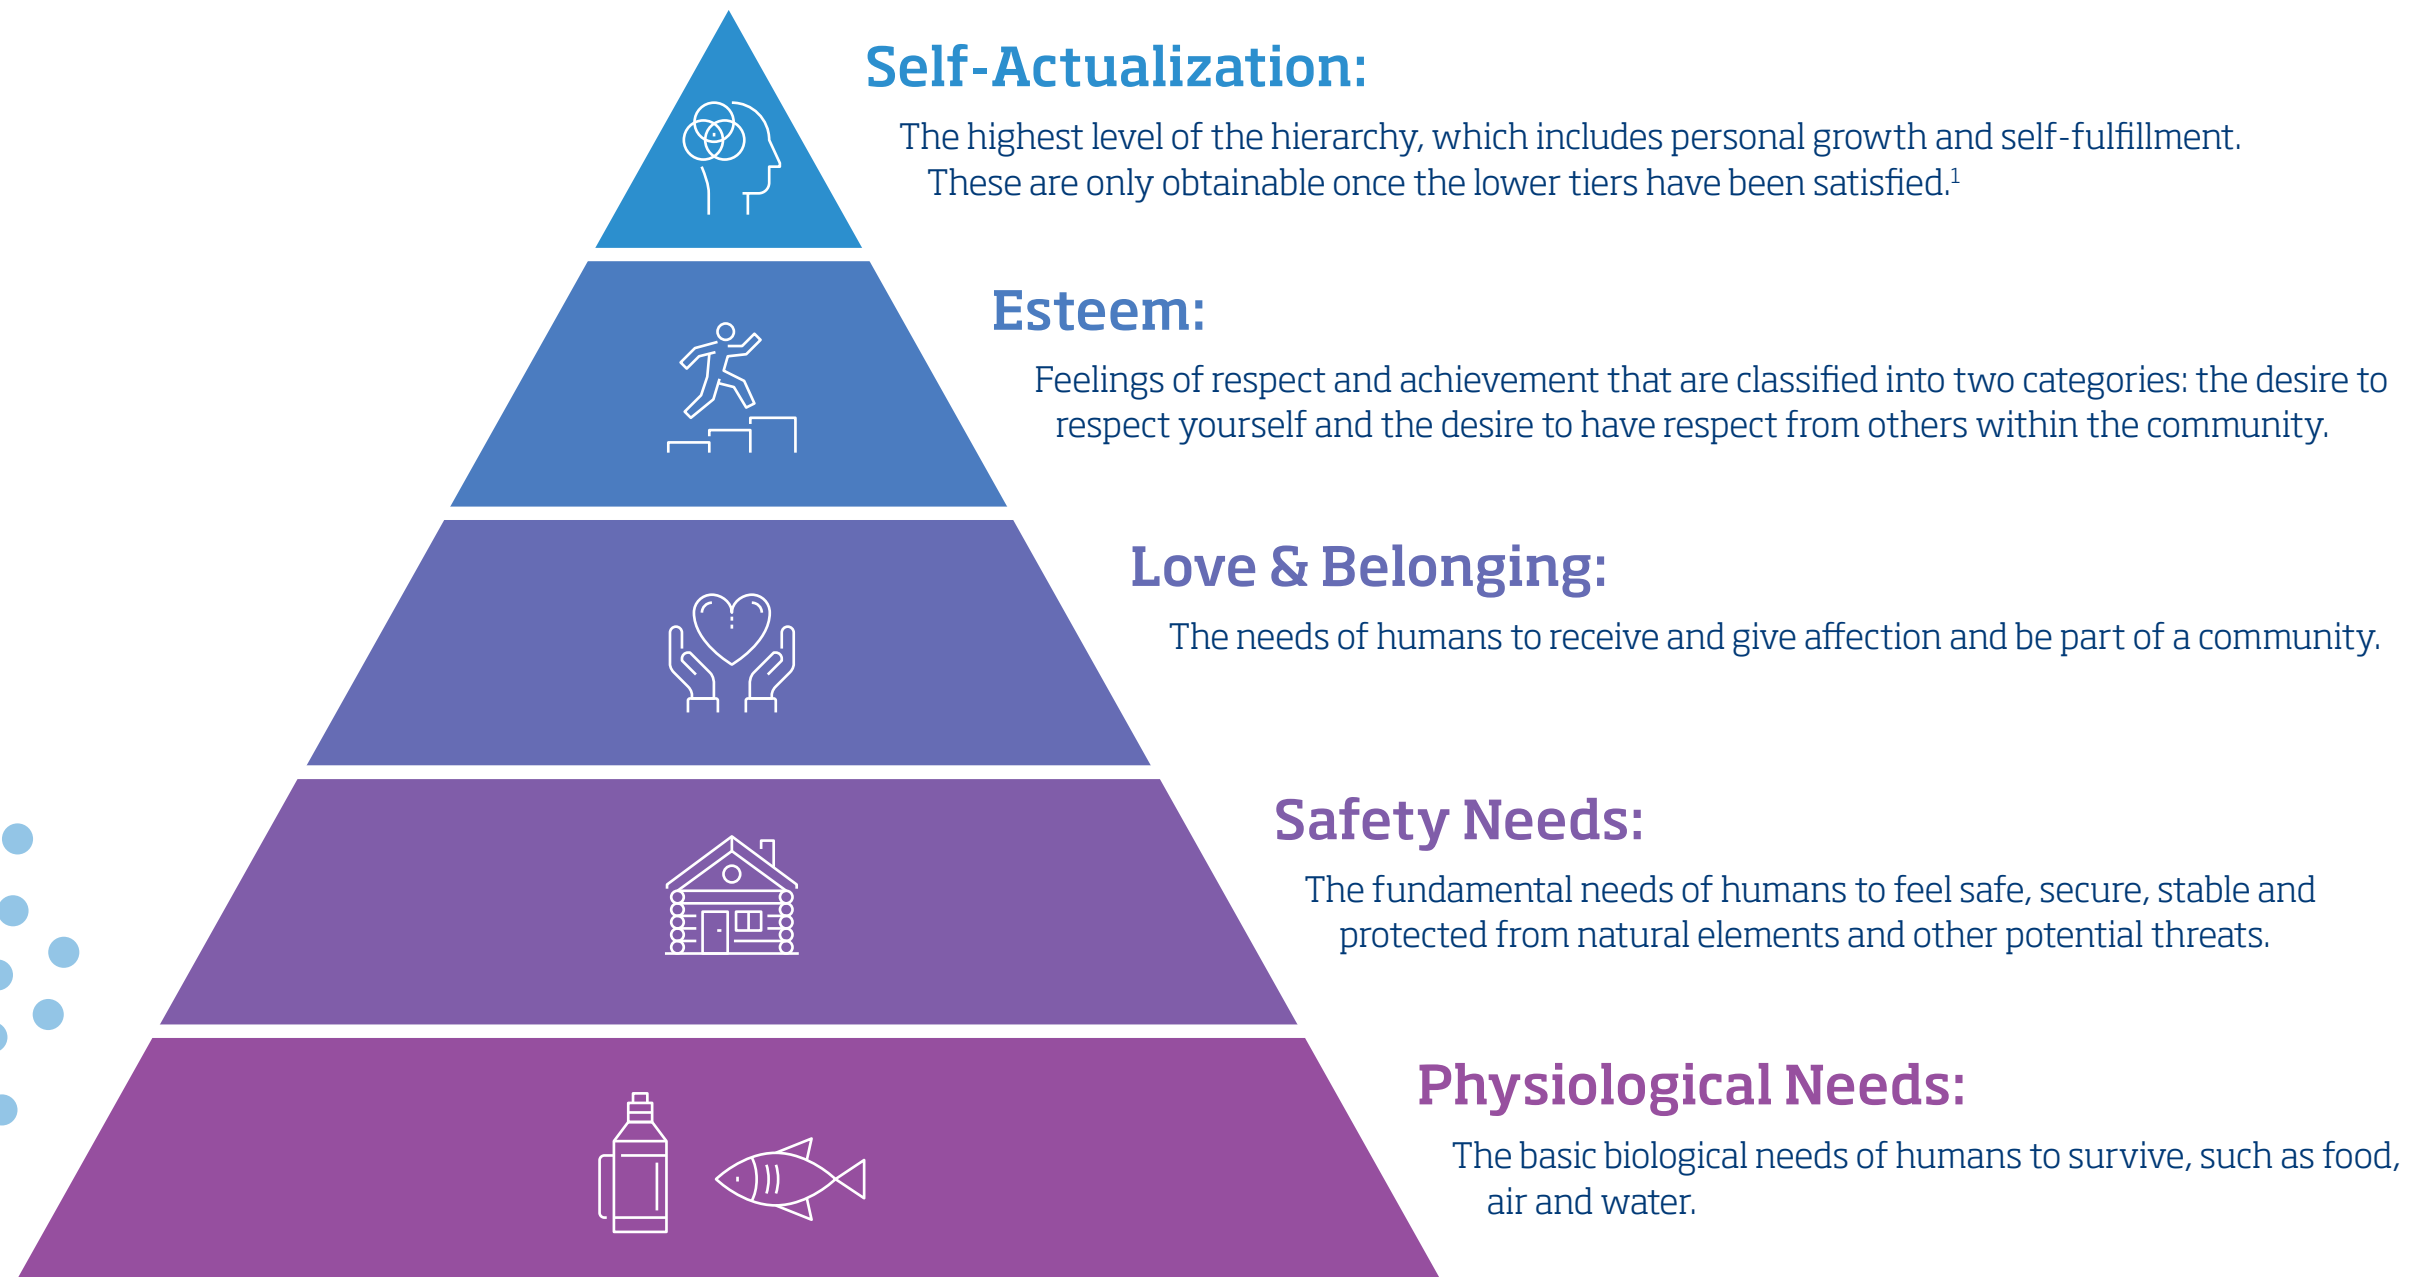 Self-Actualization:
The highest level of the hierarchy, which includes personal growth and self-fulfillment.
These are only obtainable once the lower tiers have been satisfied.¹
Esteem:
Feelings of respect and achievement that are classified into two categories: the desire to
respect yourself and the desire to have respect from others within the community.
Love & Belonging:
The needs of humans to receive and give affection and be part of a community.
Safety Needs:
The fundamental needs of humans to feel safe, secure, stable and
protected from natural elements and other potential threats.
Physiological Needs:
The basic biological needs of humans to survive, such as food,
air and water.